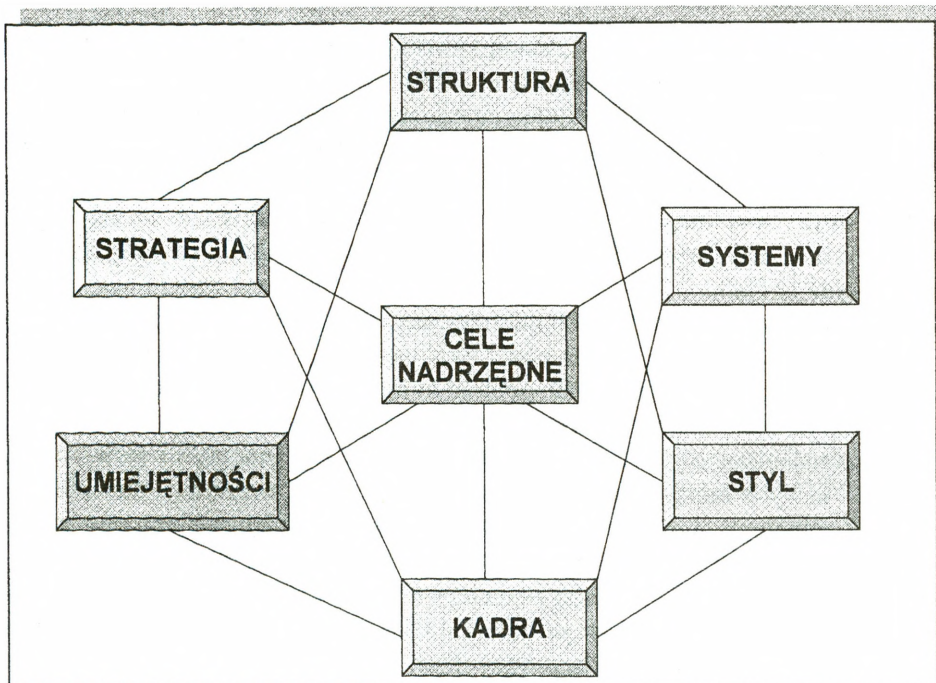 STRUKTURA
STRATEGIA
SYSTEMY
CELE
NADRZĘDNE
UMIEJĘTNOŚCI
STYL
KADRA